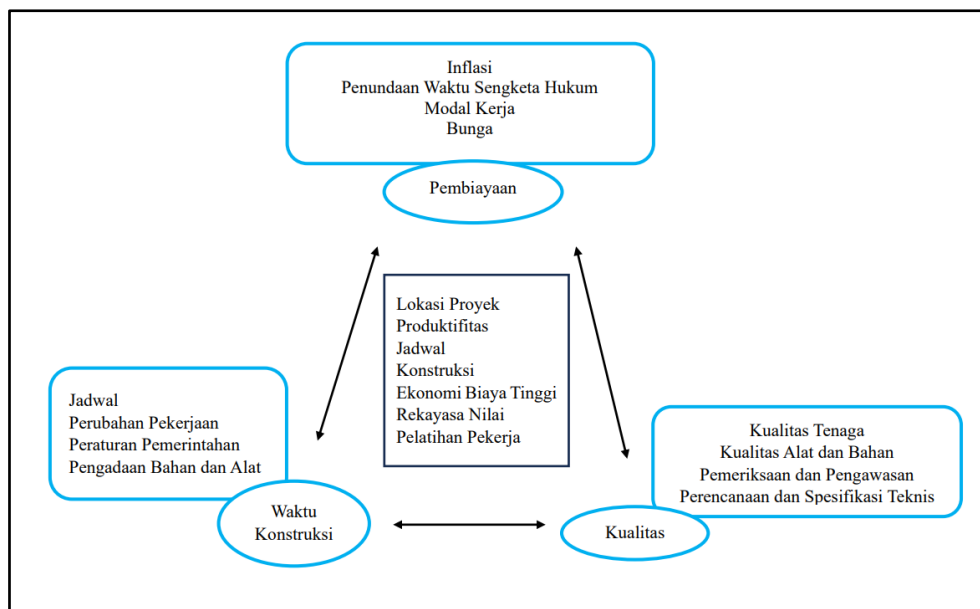 Inflasi
Penundaan Waktu Sengketa Hukum
Modal Kerja
Bunga
Pembiayaan
Lokasi Proyek
Produktifitas
Jadwal
Konstruksi
Ekonomi Biaya Tinggi
Rekayasa Nilai
Pelatihan Pekerja
Jadwal
Perubahan Pekerjaan
Peraturan Pemerintahan
Pengadaan Bahan dan Alat
Waktu
Konstruksi
Kualitas Tenaga
Kualitas Alat dan Bahan
Pemeriksaan dan Pengawasan
Perencanaan dan Spesifikasi Teknis
Kualitas